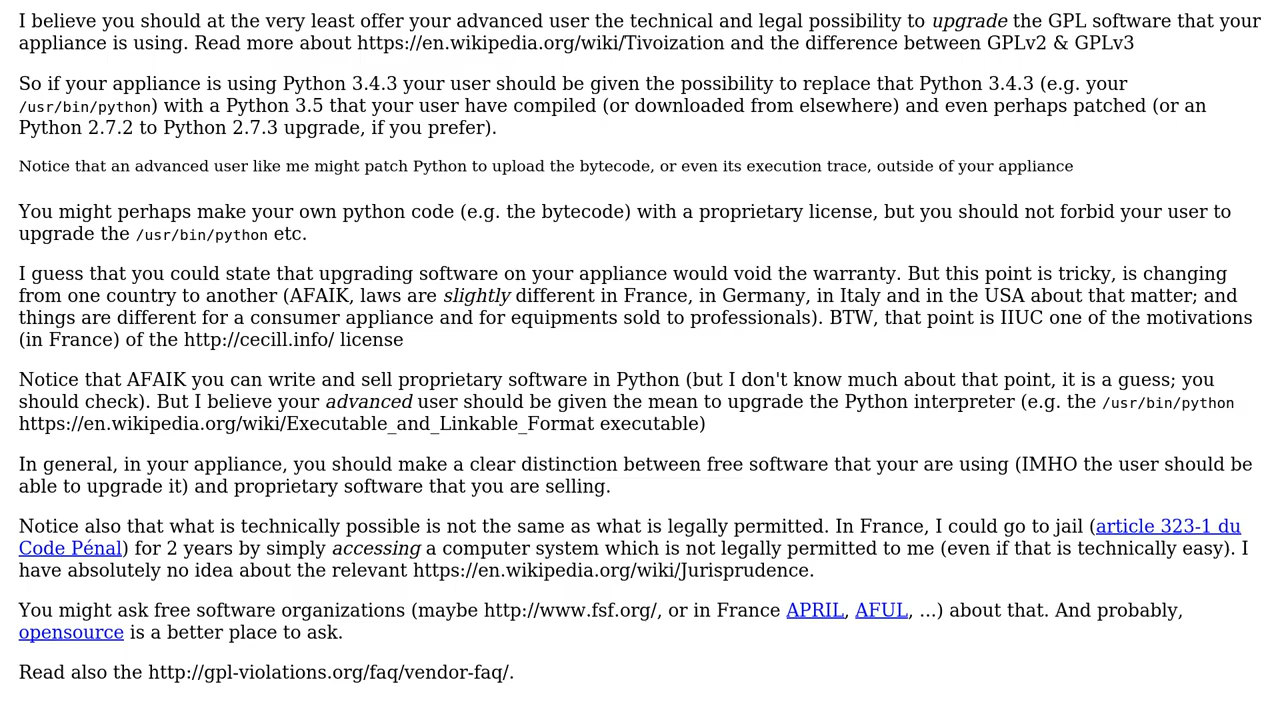 I believe you should at the very least offer your advanced user the technical and legal possibility to upgrade the GPL software that your
appliance is using. Read more about https://en.wikipedia.org/wiki/Tivoization and the difference between GPLv2 & GPLv3
So if your appliance is using Python 3.4.3 your user should be given the possibility to replace that Python 3.4.3 (e.g. your
/usr/bin/python) with a Python 3.5 that your user have compiled (or downloaded from elsewhere) and even perhaps patched (or an
Python 2.7.2 to Python 2.7.3 upgrade, if you prefer).
Notice that an advanced user like me might patch Python to upload the bytecode, or even its execution trace, outside of your appliance
You might perhaps make your own python code (e.g. the bytecode) with a proprietary license, but you should not forbid your user to
upgrade the /usr/bin/python etc.
I guess that you could state that upgrading software on your appliance would void the warranty. But this point is tricky, is changing
from one country to another (AFAIK, laws are slightly different in France, in Germany, in Italy and in the USA about that matter; and
things are different for a consumer appliance and for equipments sold to professionals). BTW, that point is IIUC one of the motivations
(in France) of the http://cecill.info/ license
Notice that AFAIK you can write and sell proprietary software in Python (but I don't know much about that point, it is a guess; you
should check). But I believe your advanced user should be given the mean to upgrade the Python interpreter (e.g. the /usr/bin/python
https://en.wikipedia.org/wiki/Executable_and_Linkable_Format executable)
In general, in your appliance, you should make a clear distinction between free software that your are using (IMHO the user should be
able to upgrade it) and proprietary software that you are selling.
Notice also that what is technically possible is not the same as what is legally permitted. In France, I could go to jail (article 323-1 du
Code Pénal) for 2 years by simply accessing a computer system which is not legally permitted to me (even if that is technically easy). I
have absolutely no idea about the relevant https://en.wikipedia.org/wiki/Jurisprudence.
You might ask free software organizations (maybe http://www.fsf.org/, or in France APRIL, AFUL, ...) about that. And probably,
opensource is a better place to ask.
Read also the http://gpl-violations.org/faq/vendor-faq/.